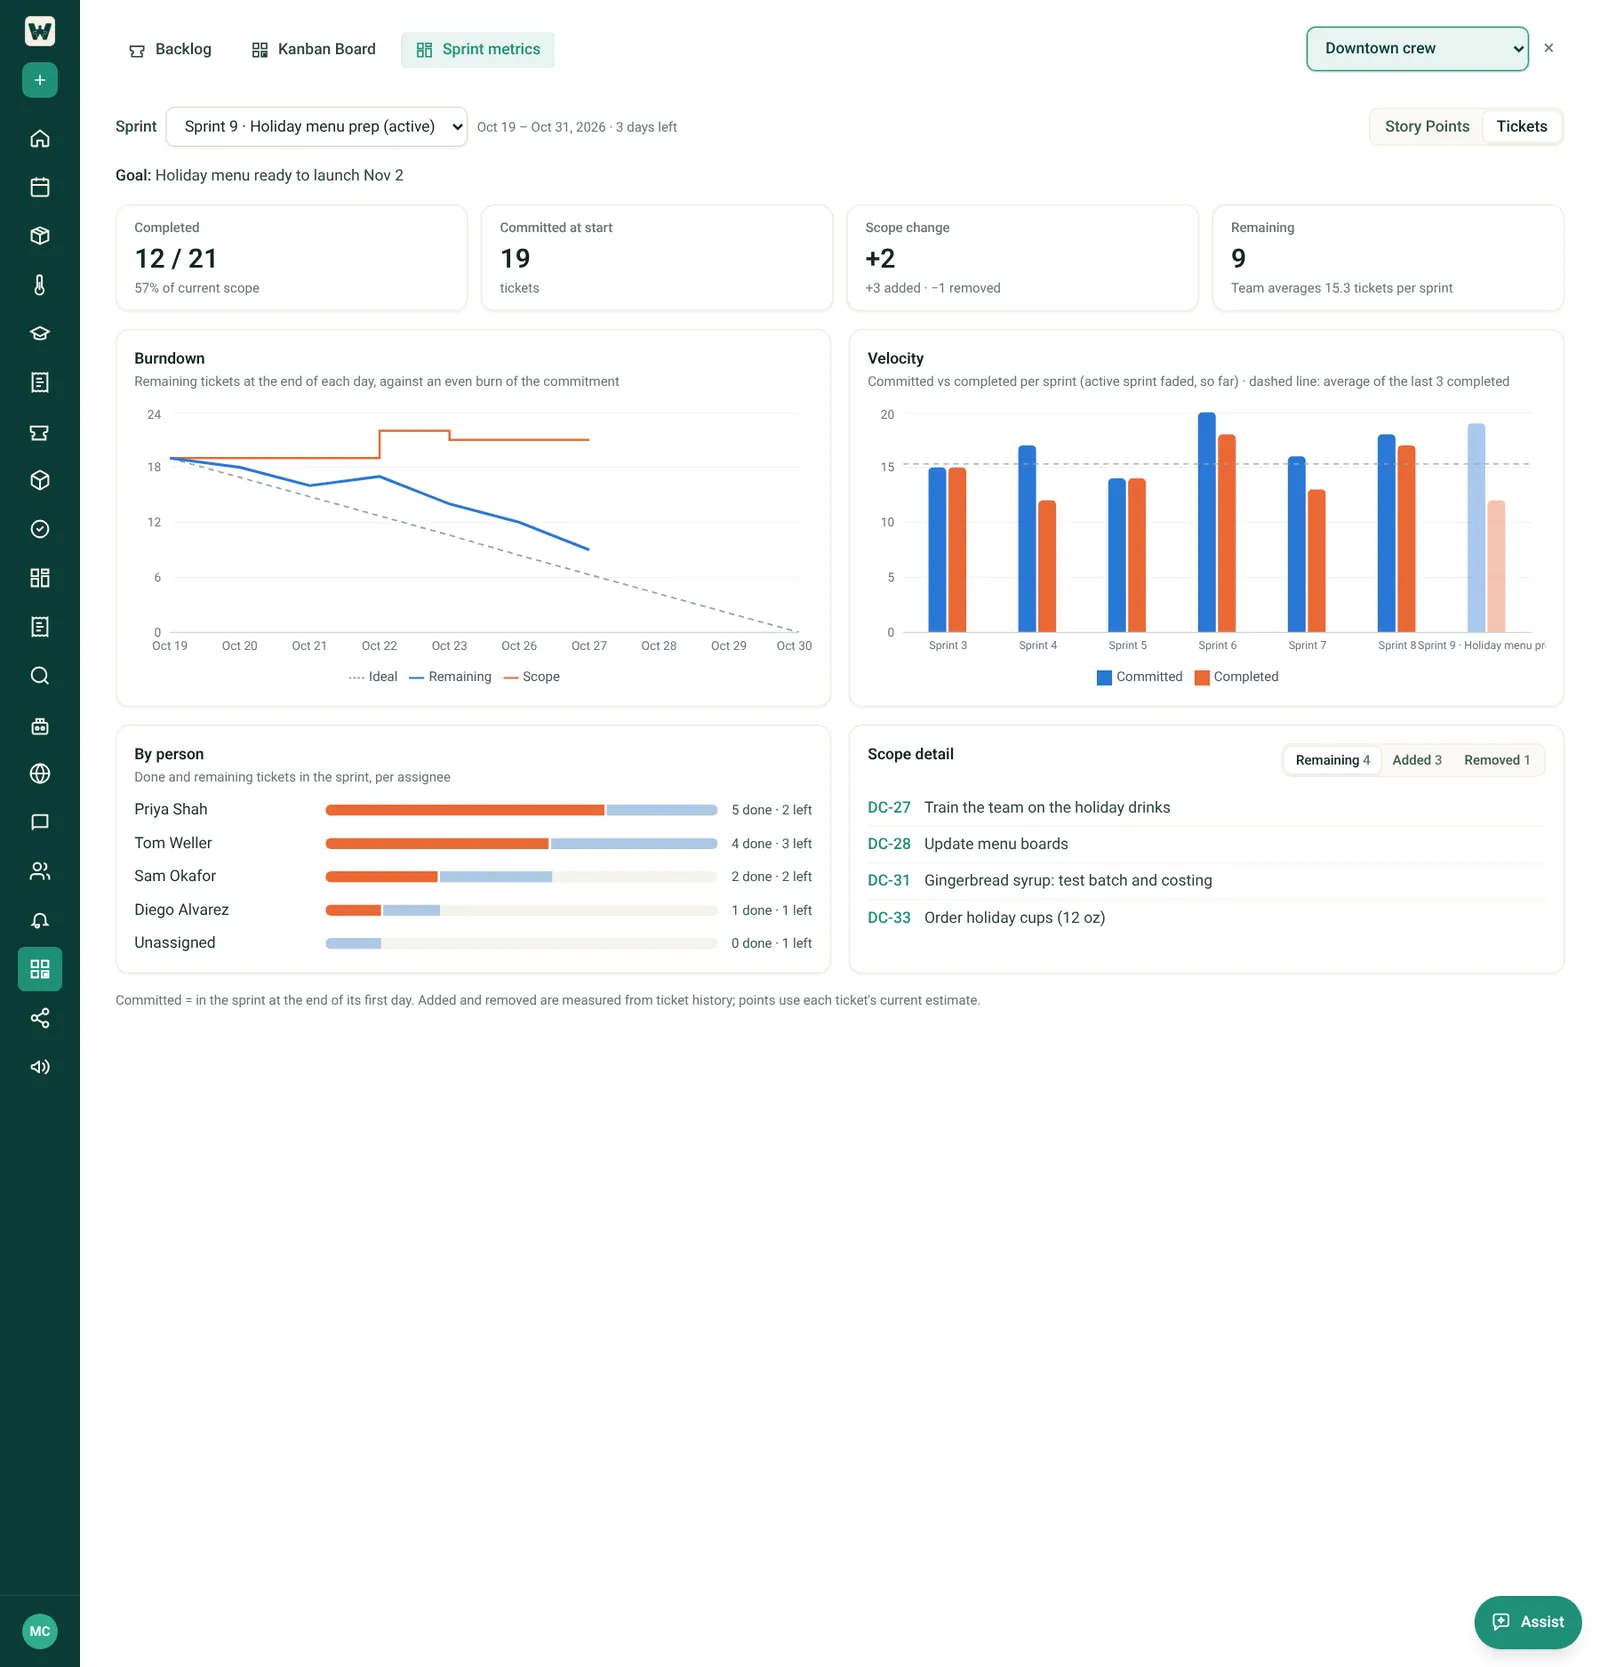 W
Backlog
Kanban Board
Sprint metrics
Downtown crew
Sprint
Sprint 9 · Holiday menu prep (active)
Oct 19 – Oct 31, 2026 · 3 days left
Story Points
Tickets
Goal: Holiday menu ready to launch Nov 2
Completed
12 / 21
57% of current scope
Committed at start
19
tickets
Scope change
+2
+3 added · −1 removed
Remaining
9
Team averages 15.3 tickets per sprint
Burndown
Remaining tickets at the end of each day, against an even burn of the commitment
24
18
12
6
0
Oct 19 Oct 20 Oct 21 Oct 22 Oct 23 Oct 26 Oct 27 Oct 28 Oct 29 Oct 30
Ideal Remaining Scope
Velocity
Committed vs completed per sprint (active sprint faded, so far) · dashed line: average of the last 3 completed
20
15
10
5
0
Sprint 3 Sprint 4 Sprint 5 Sprint 6 Sprint 7 Sprint 8 Sprint 9 · Holiday menu pr
Committed Completed
By person
Done and remaining tickets in the sprint, per assignee
Priya Shah 5 done · 2 left
Tom Weller 4 done · 3 left
Sam Okafor 2 done · 2 left
Diego Alvarez 1 done · 1 left
Unassigned 0 done · 1 left
Scope detail
Remaining 4 Added 3 Removed 1
DC-27 Train the team on the holiday drinks
DC-28 Update menu boards
DC-31 Gingerbread syrup: test batch and costing
DC-33 Order holiday cups (12 oz)
Committed = in the sprint at the end of its first day. Added and removed are measured from ticket history; points use each ticket's current estimate.
MC
Assist